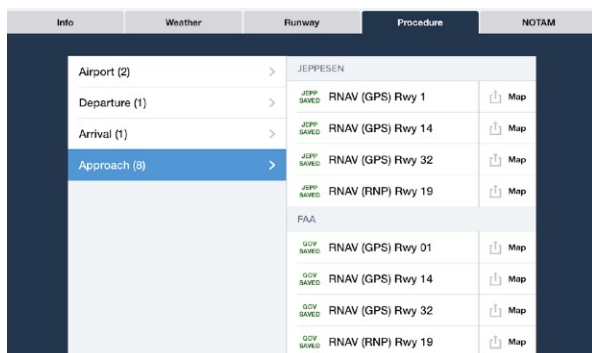 Info Weather Runway Procedure NOTAM
Airport (2)
Departure (1)
Arrival (1)
Approach (8)
JEPPESEN
JEPP SAVED RNAV (GPS) Rwy 1 Map
JEPP SAVED RNAV (GPS) Rwy 14 Map
JEPP SAVED RNAV (GPS) Rwy 32 Map
JEPP SAVED RNAV (RNP) Rwy 19 Map
FAA
GOV SAVED RNAV (GPS) Rwy 01 Map
GOV SAVED RNAV (GPS) Rwy 14 Map
GOV SAVED RNAV (GPS) Rwy 32 Map
GOV SAVED RNAV (RNP) Rwy 19 Map